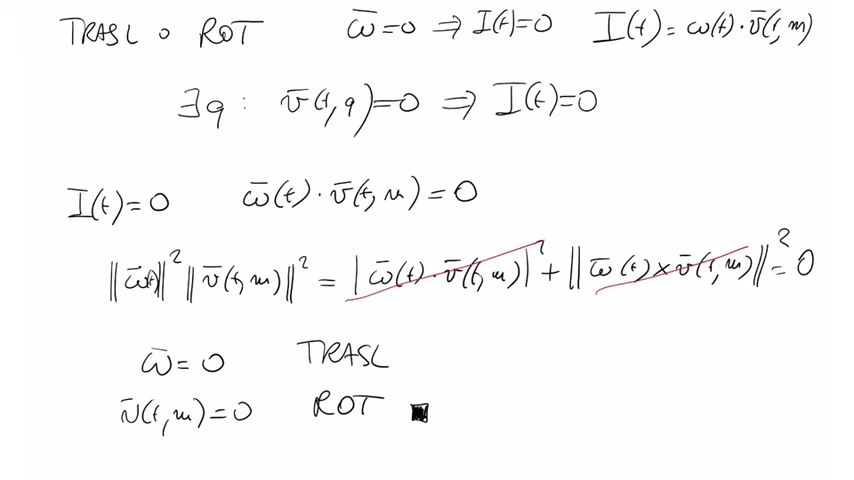 TRASL o ROT ω̄=0 ⇒ I(t)=0 I(t)=ω(t)·v̄(t,m)
∃q : v̄(t,q)=0 ⇒ I(t)=0
I(t)=0 ω̄(t)·v̄(t,m)=0
‖ω̄(t)‖² ‖v̄(t,m)‖² = |ω̄(t)·v̄(t,m)|² + ‖ω̄(t)×v̄(t,m)‖² = 0
ω̄=0 TRASL
v̄(t,m)=0 ROT ■